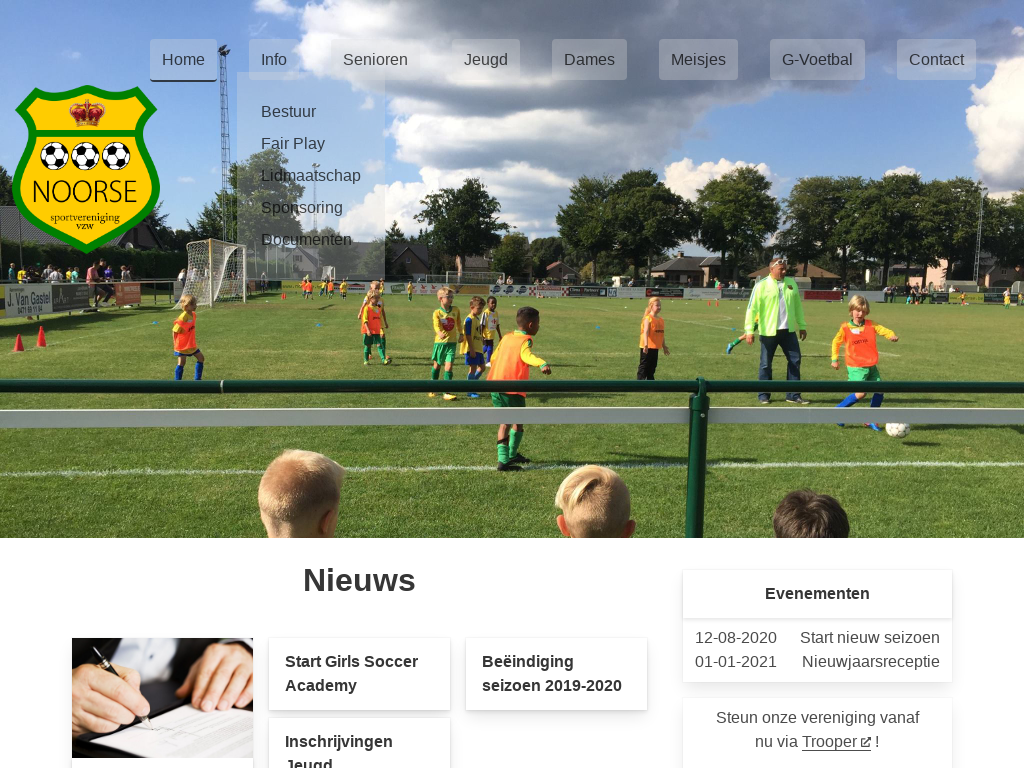 Home Info Senioren Jeugd Dames Meisjes G-Voetbal Contact
Bestuur
Fair Play
Lidmaatschap
Sponsoring
Documenten
NOORSE
sportvereniging
vzw
J. Van Gastel
Nieuws
Start Girls Soccer
Academy
Beëindiging
seizoen 2019-2020
Inschrijvingen
Jeugd
Evenementen
12-08-2020 Start nieuw seizoen
01-01-2021 Nieuwjaarsreceptie
Steun onze vereniging vanaf
nu via Trooper !